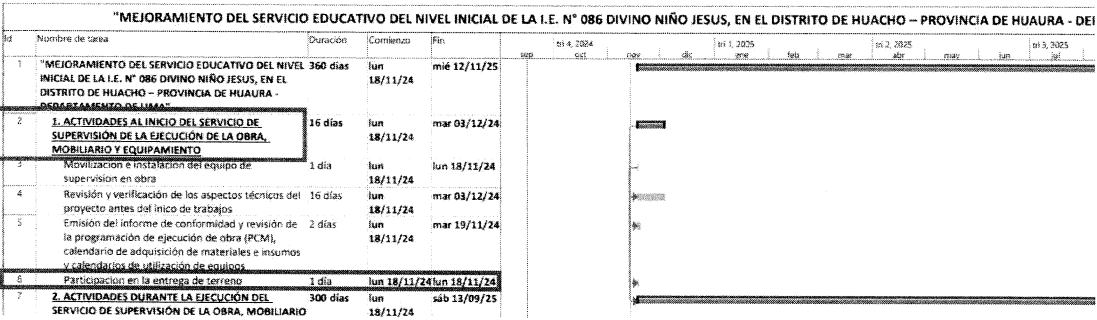 "MEJORAMIENTO DEL SERVICIO EDUCATIVO DEL NIVEL INICIAL DE LA I.E. N° 086 DIVINO NIÑO JESUS, EN EL DISTRITO DE HUACHO – PROVINCIA DE HUAURA - DE
Id Nombre de tarea Duración Comienzo Fin
tri 4, 2024 tri 1, 2025 tri 2, 2025 tri 3, 2025
sep oct nov dic ene feb mar abr may jun jul
1 "MEJORAMIENTO DEL SERVICIO EDUCATIVO DEL NIVEL 360 días lun mié 12/11/25
INICIAL DE LA I.E. N° 086 DIVINO NIÑO JESUS, EN EL 18/11/24
DISTRITO DE HUACHO – PROVINCIA DE HUAURA -
DEPARTAMENTO DE LIMA"
2 1. ACTIVIDADES AL INICIO DEL SERVICIO DE 16 días lun mar 03/12/24
SUPERVISIÓN DE LA EJECUCIÓN DE LA OBRA, 18/11/24
MOBILIARIO Y EQUIPAMIENTO
3 Movilizacion e instalacion del equipo de 1 día lun lun 18/11/24
supervision en obra 18/11/24
4 Revisión y verificación de los aspectos técnicos del 16 días lun mar 03/12/24
proyecto antes del inico de trabajos 18/11/24
5 Emisión del informe de conformidad y revisión de 2 días lun mar 19/11/24
la programación de ejecución de obra (PCM), 18/11/24
calendario de adquisición de materiales e insumos
y calendarios de utilización de equipos
6 Participacion en la entrega de terreno 1 día lun 18/11/24 lun 18/11/24
7 2. ACTIVIDADES DURANTE LA EJECUCIÓN DEL 300 días lun sáb 13/09/25
SERVICIO DE SUPERVISIÓN DE LA OBRA, MOBILIARIO 18/11/24